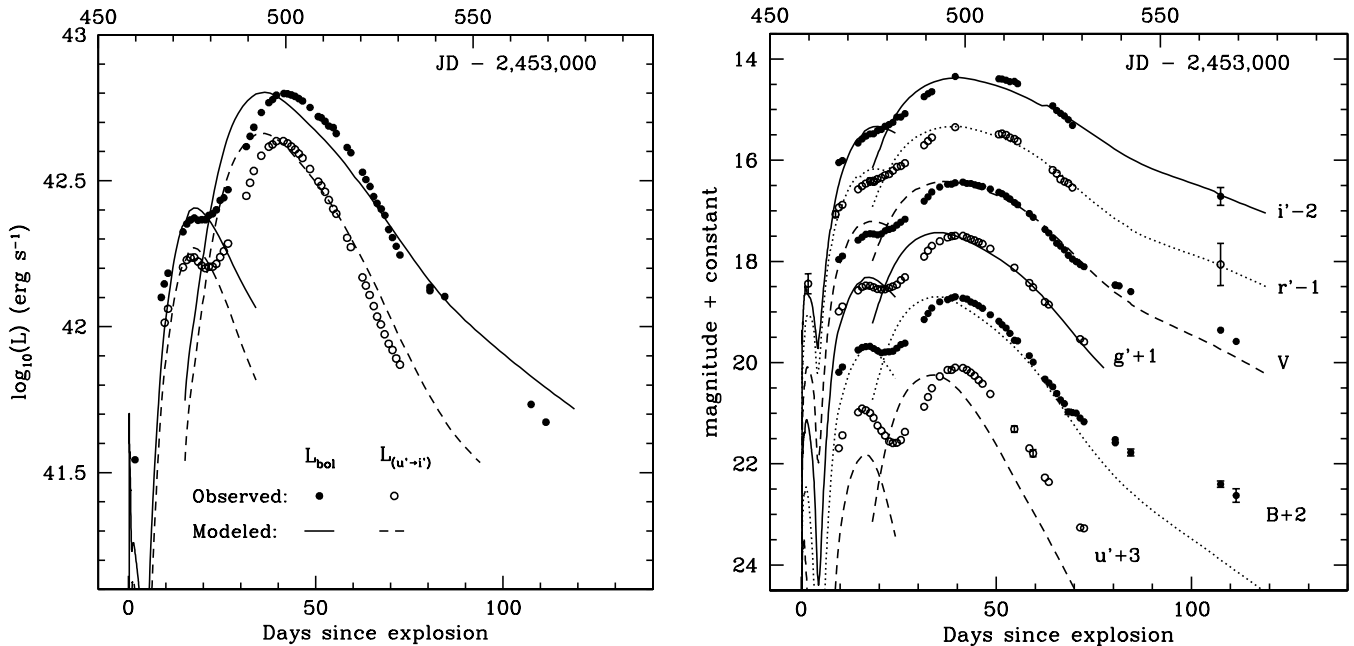 450 500 550
43
JD − 2,453,000
42.5
42
41.5
log₁₀(L) (erg s⁻¹)
L_bol L_(u'→i')
Observed:
Modeled:
0 50 100
Days since explosion
450 500 550
14
JD − 2,453,000
16
18
20
22
24
magnitude + constant
i'−2
r'−1
V
g'+1
B+2
u'+3
0 50 100
Days since explosion